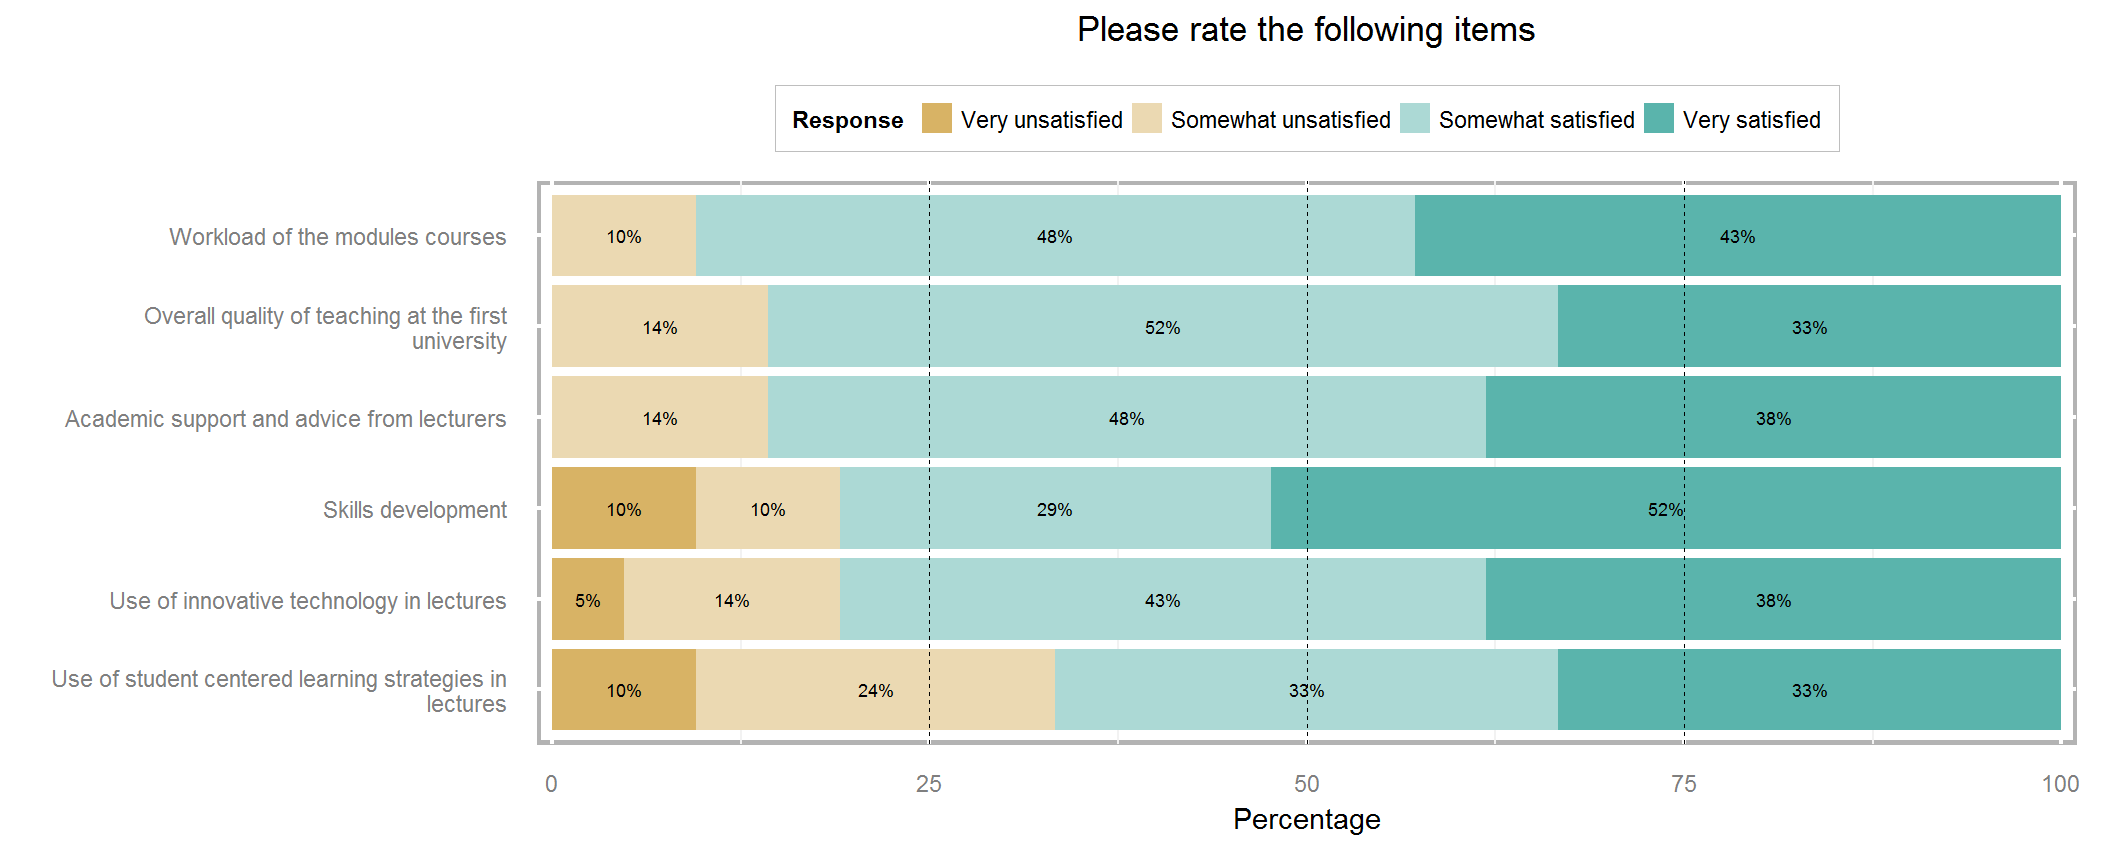 Please rate the following items
Response Very unsatisfied Somewhat unsatisfied Somewhat satisfied Very satisfied
Workload of the modules courses 10% 48% 43%
Overall quality of teaching at the first
university
14% 52% 33%
Academic support and advice from lecturers 14% 48% 38%
Skills development 10% 10% 29% 52%
Use of innovative technology in lectures 5% 14% 43% 38%
Use of student centered learning strategies in
lectures
10% 24% 33% 33%
0 25 50 75 100
Percentage